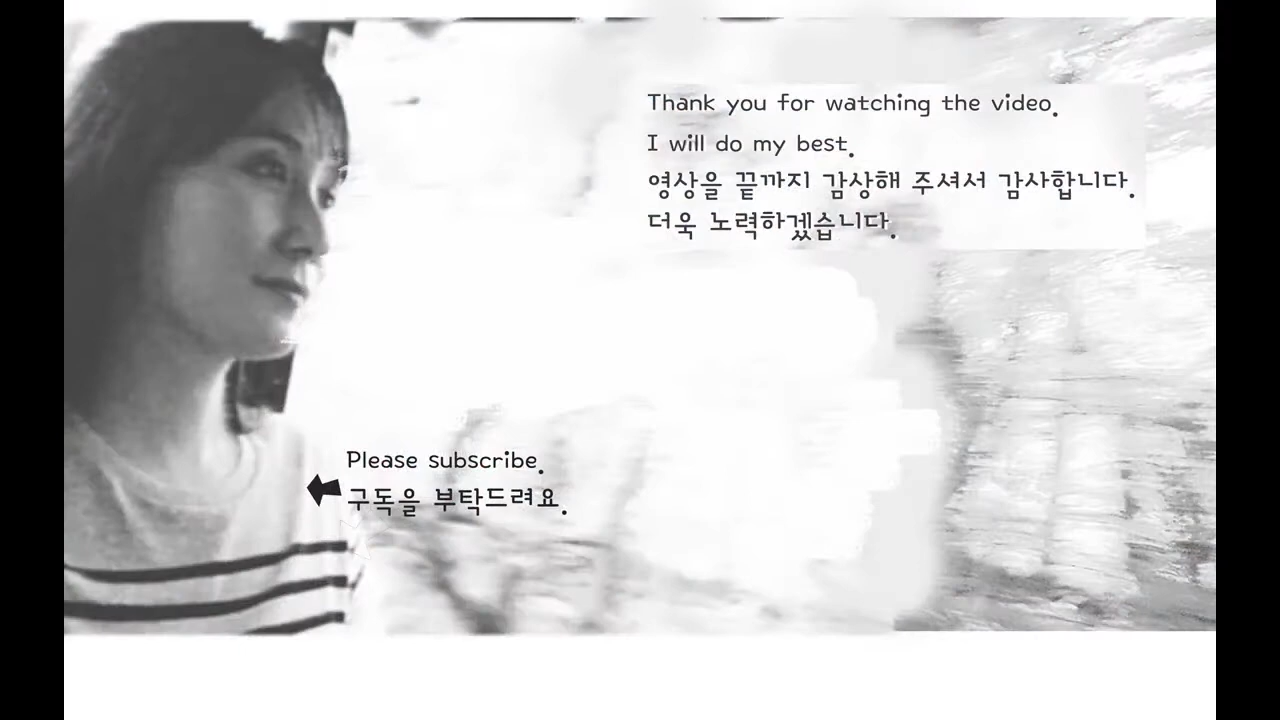 Thank you for watching the video.
I will do my best.
영상을 끝까지 감상해 주셔서 감사합니다.
더욱 노력하겠습니다.
Please subscribe.
구독을 부탁드려요.